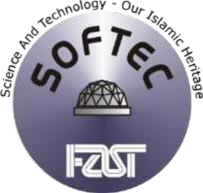 Science And Technology - Our Islamic Heritage
SOFTEC
FAST